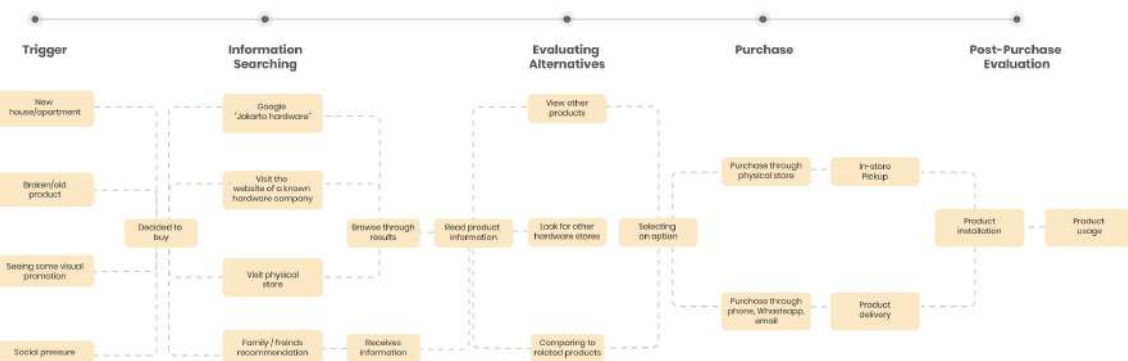 Trigger
Information
Searching
Evaluating
Alternatives
Purchase
Post-Purchase
Evaluation
New
house/apartment
Broken/old
product
Seeing some visual
promotion
Social pressure
Decided to
buy
Google
"Jakarta hardware"
Visit the
website of a known
hardware company
Visit physical
store
Family / freinds
recommendation
Browse through
results
Receives
information
Read product
information
View other
products
Look for other
hardware stores
Comparing to
related products
Selecting
an option
Purchase through
physical store
In-store
Pickup
Purchase through
phone, Whastsapp,
email
Product
delivery
Product
installation
Product
usage